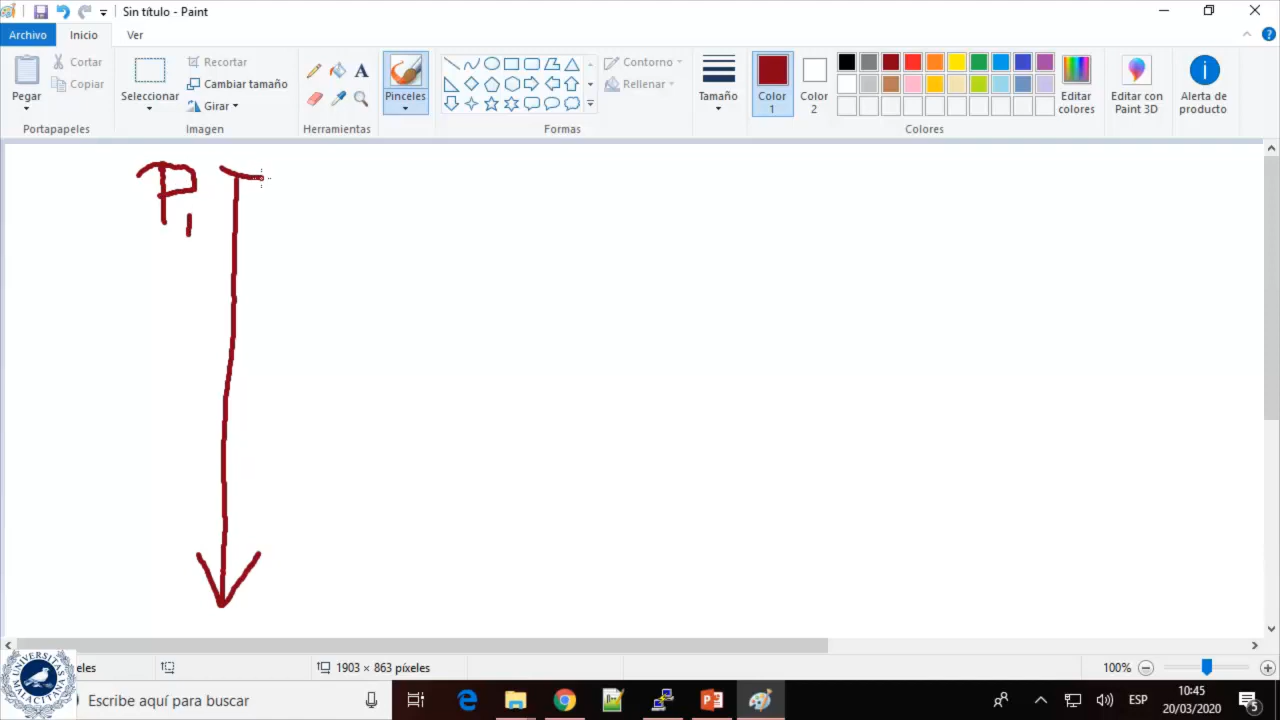 Sin título - Paint
Archivo Inicio Ver
Pegar
Cortar
Copiar
Portapapeles
Seleccionar
Recortar
Cambiar tamaño
Girar
Imagen
A
Herramientas
Pinceles
Contorno
Rellenar
Formas
Tamaño
Color 1
Color 2
Editar colores
Colores
Editar con Paint 3D
Alerta de producto
P1
eles
1903 × 863 píxeles
100%
Escribe aquí para buscar
ESP
10:45
20/03/2020
5